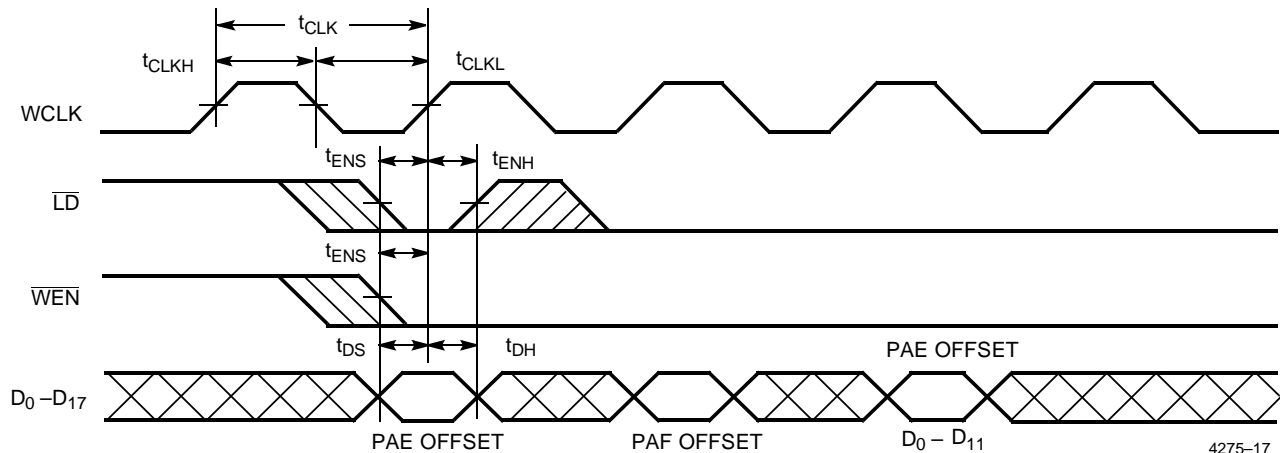 tCLK
tCLKH
tCLKL
WCLK
tENS
tENH
LD
tENS
WEN
tDS
tDH
PAE OFFSET
D0 –D17
PAE OFFSET
PAF OFFSET
D0 – D11
4275–17